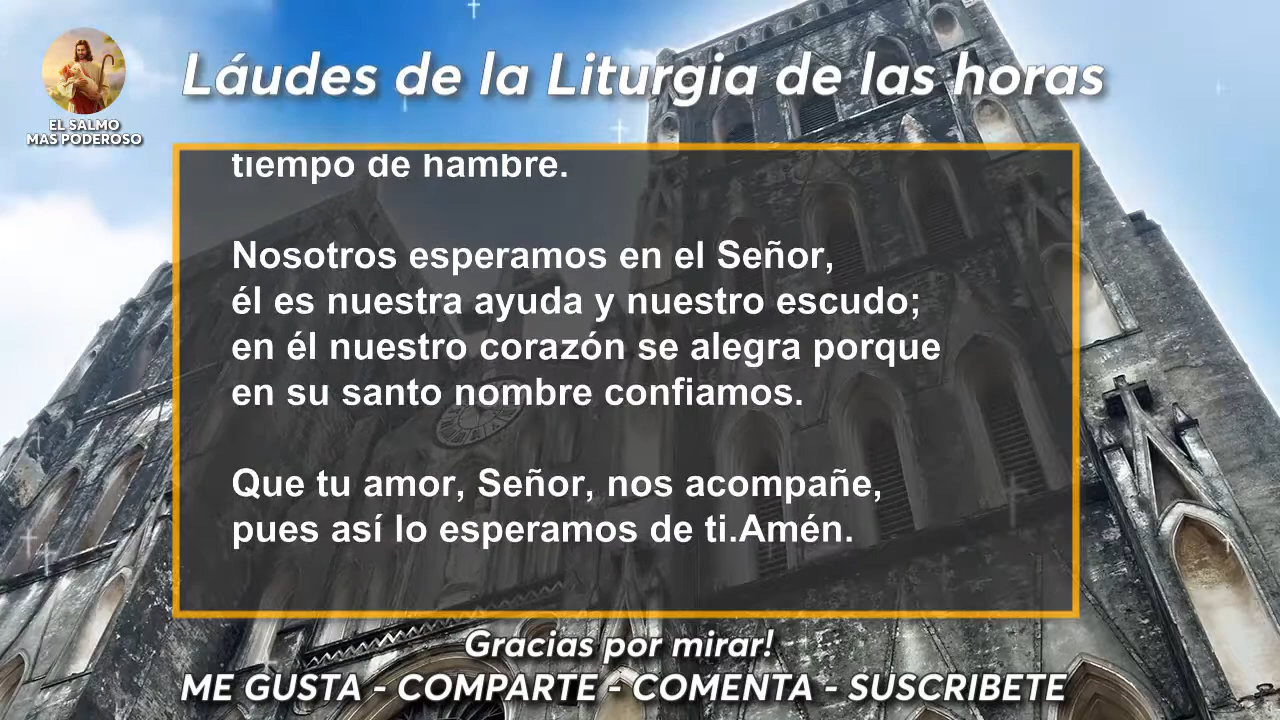 Láudes de la Liturgia de las horas
EL SALMO
MAS PODEROSO
tiempo de hambre.
Nosotros esperamos en el Señor,
él es nuestra ayuda y nuestro escudo;
en él nuestro corazón se alegra porque
en su santo nombre confiamos.
Que tu amor, Señor, nos acompañe,
pues así lo esperamos de ti.Amén.
Gracias por mirar!
ME GUSTA - COMPARTE - COMENTA - SUSCRIBETE